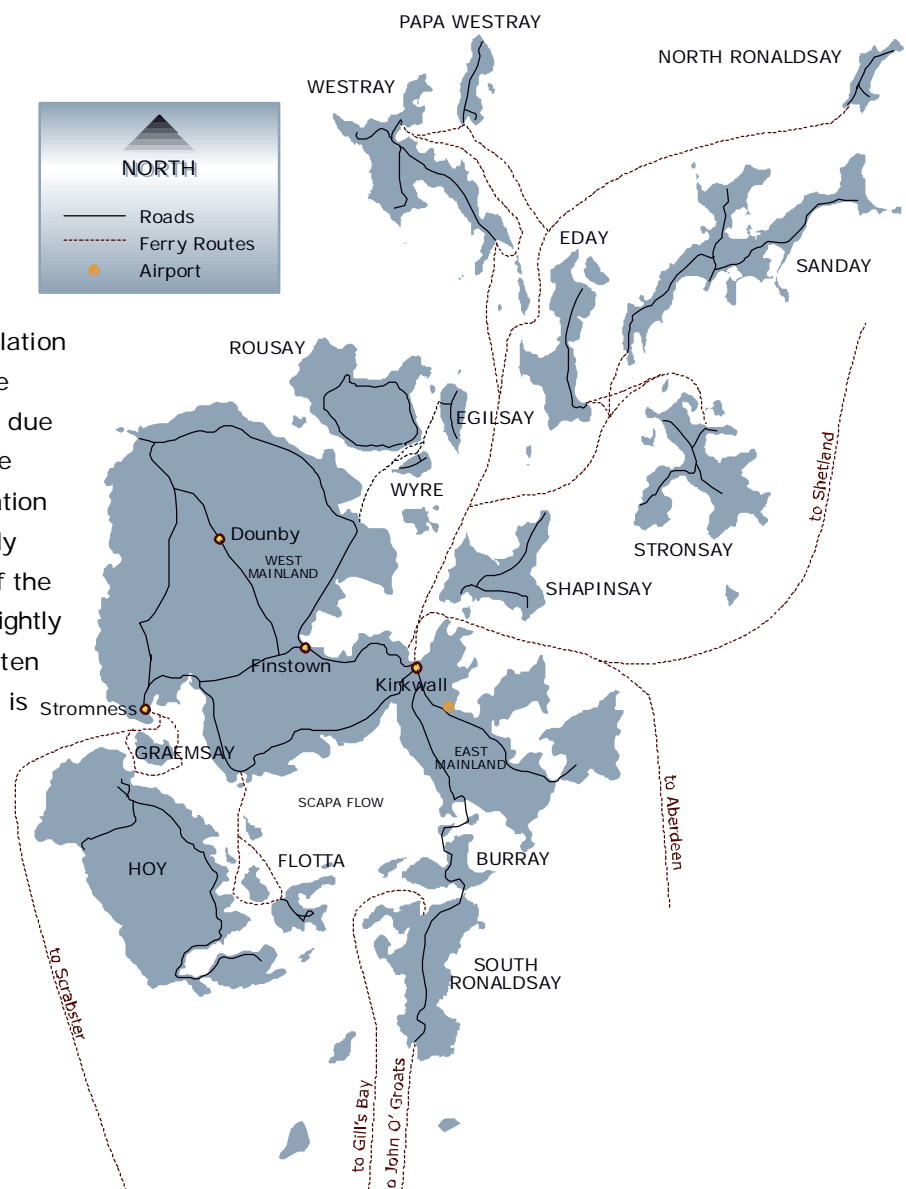 PAPA WESTRAY
NORTH RONALDSAY
WESTRAY
NORTH
Roads
Ferry Routes
Airport
EDAY
SANDAY
lation
e
due
e
ation
ly
f the
ightly
ten
is
ROUSAY
EGILSAY
WYRE
to Shetland
Dounby
WEST
MAINLAND
STRONSAY
SHAPINSAY
Finstown
Kirkwall
Stromness
GRAEMSAY
EAST
MAINLAND
SCAPA FLOW
to Aberdeen
HOY
FLOTTA
BURRAY
to Scrabster
SOUTH
RONALDSAY
to Gill's Bay
o John O' Groats